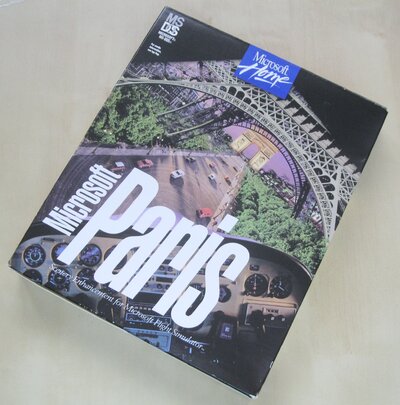 MS
DOS
Microsoft
Home
Microsoft
Paris
Scenery Enhancement for Microsoft Flight Simulator